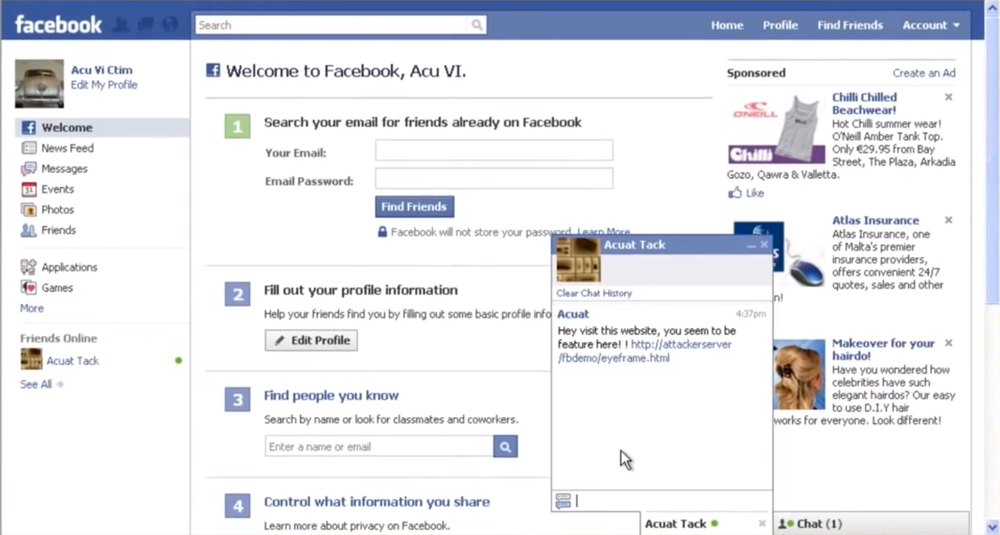 facebook
Search
Home Profile Find Friends Account
Acu Vi Ctim
Edit My Profile
Welcome
News Feed
Messages
31 Events
Photos
Friends
Applications
Games
More
Friends Online
Acuat Tack
See All
Welcome to Facebook, Acu VI.
1 Search your email for friends already on Facebook
Your Email:
Email Password:
Find Friends
Facebook will not store your password. Learn More
2 Fill out your profile information
Help your friends find you by filling out some basic profile info
Edit Profile
3 Find people you know
Search by name or look for classmates and coworkers.
Enter a name or email
4 Control what information you share
Learn more about privacy on Facebook.
Sponsored Create an Ad
Chilli Chilled
Beachwear!
O'NEILL
Chilli
Hot Chilli summer wear!
O'Neill Amber Tank Top.
Only €29.95 from Bay
Street, The Plaza, Arkadia
Gozo, Qawra & Valletta.
Like
Atlas Insurance
Atlas Insurance, one
of Malta's premier
insurance providers,
offers convenient 24/7
quotes, sales and other
n!
S
Makeover for your
hairdo!
Have you wondered how
celebrities have such
elegant hairdos? Our easy
to use D.I.Y hair
works for everyone. Look different!
Acuat Tack
Clear Chat History
Acuat 4:37pm
Hey visit this website, you seem to be
feature here! ! http://attackerserver
/fbdemo/eyeframe.html
Acuat Tack
Chat (1)